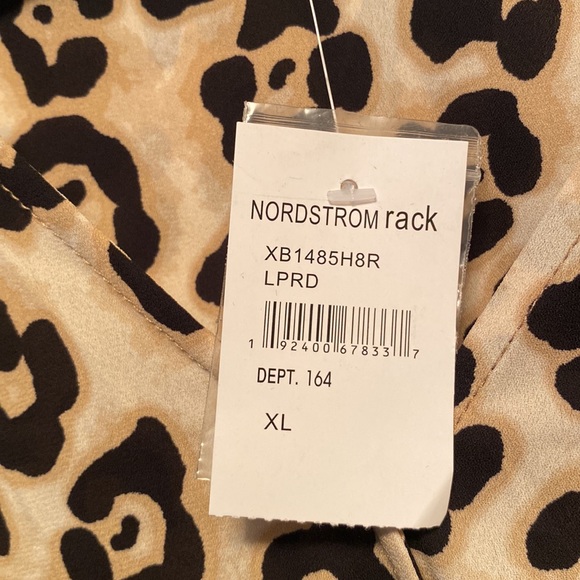 NORDSTROM rack
XB1485H8R
LPRD
1 92400 67833 7
DEPT. 164
XL